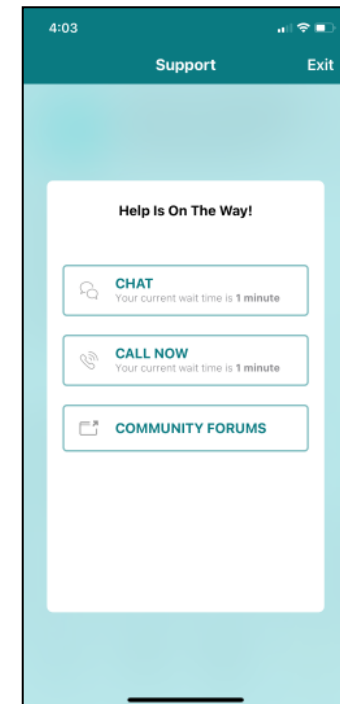 4:03
Support Exit
Help Is On The Way!
CHAT
Your current wait time is 1 minute
CALL NOW
Your current wait time is 1 minute
COMMUNITY FORUMS